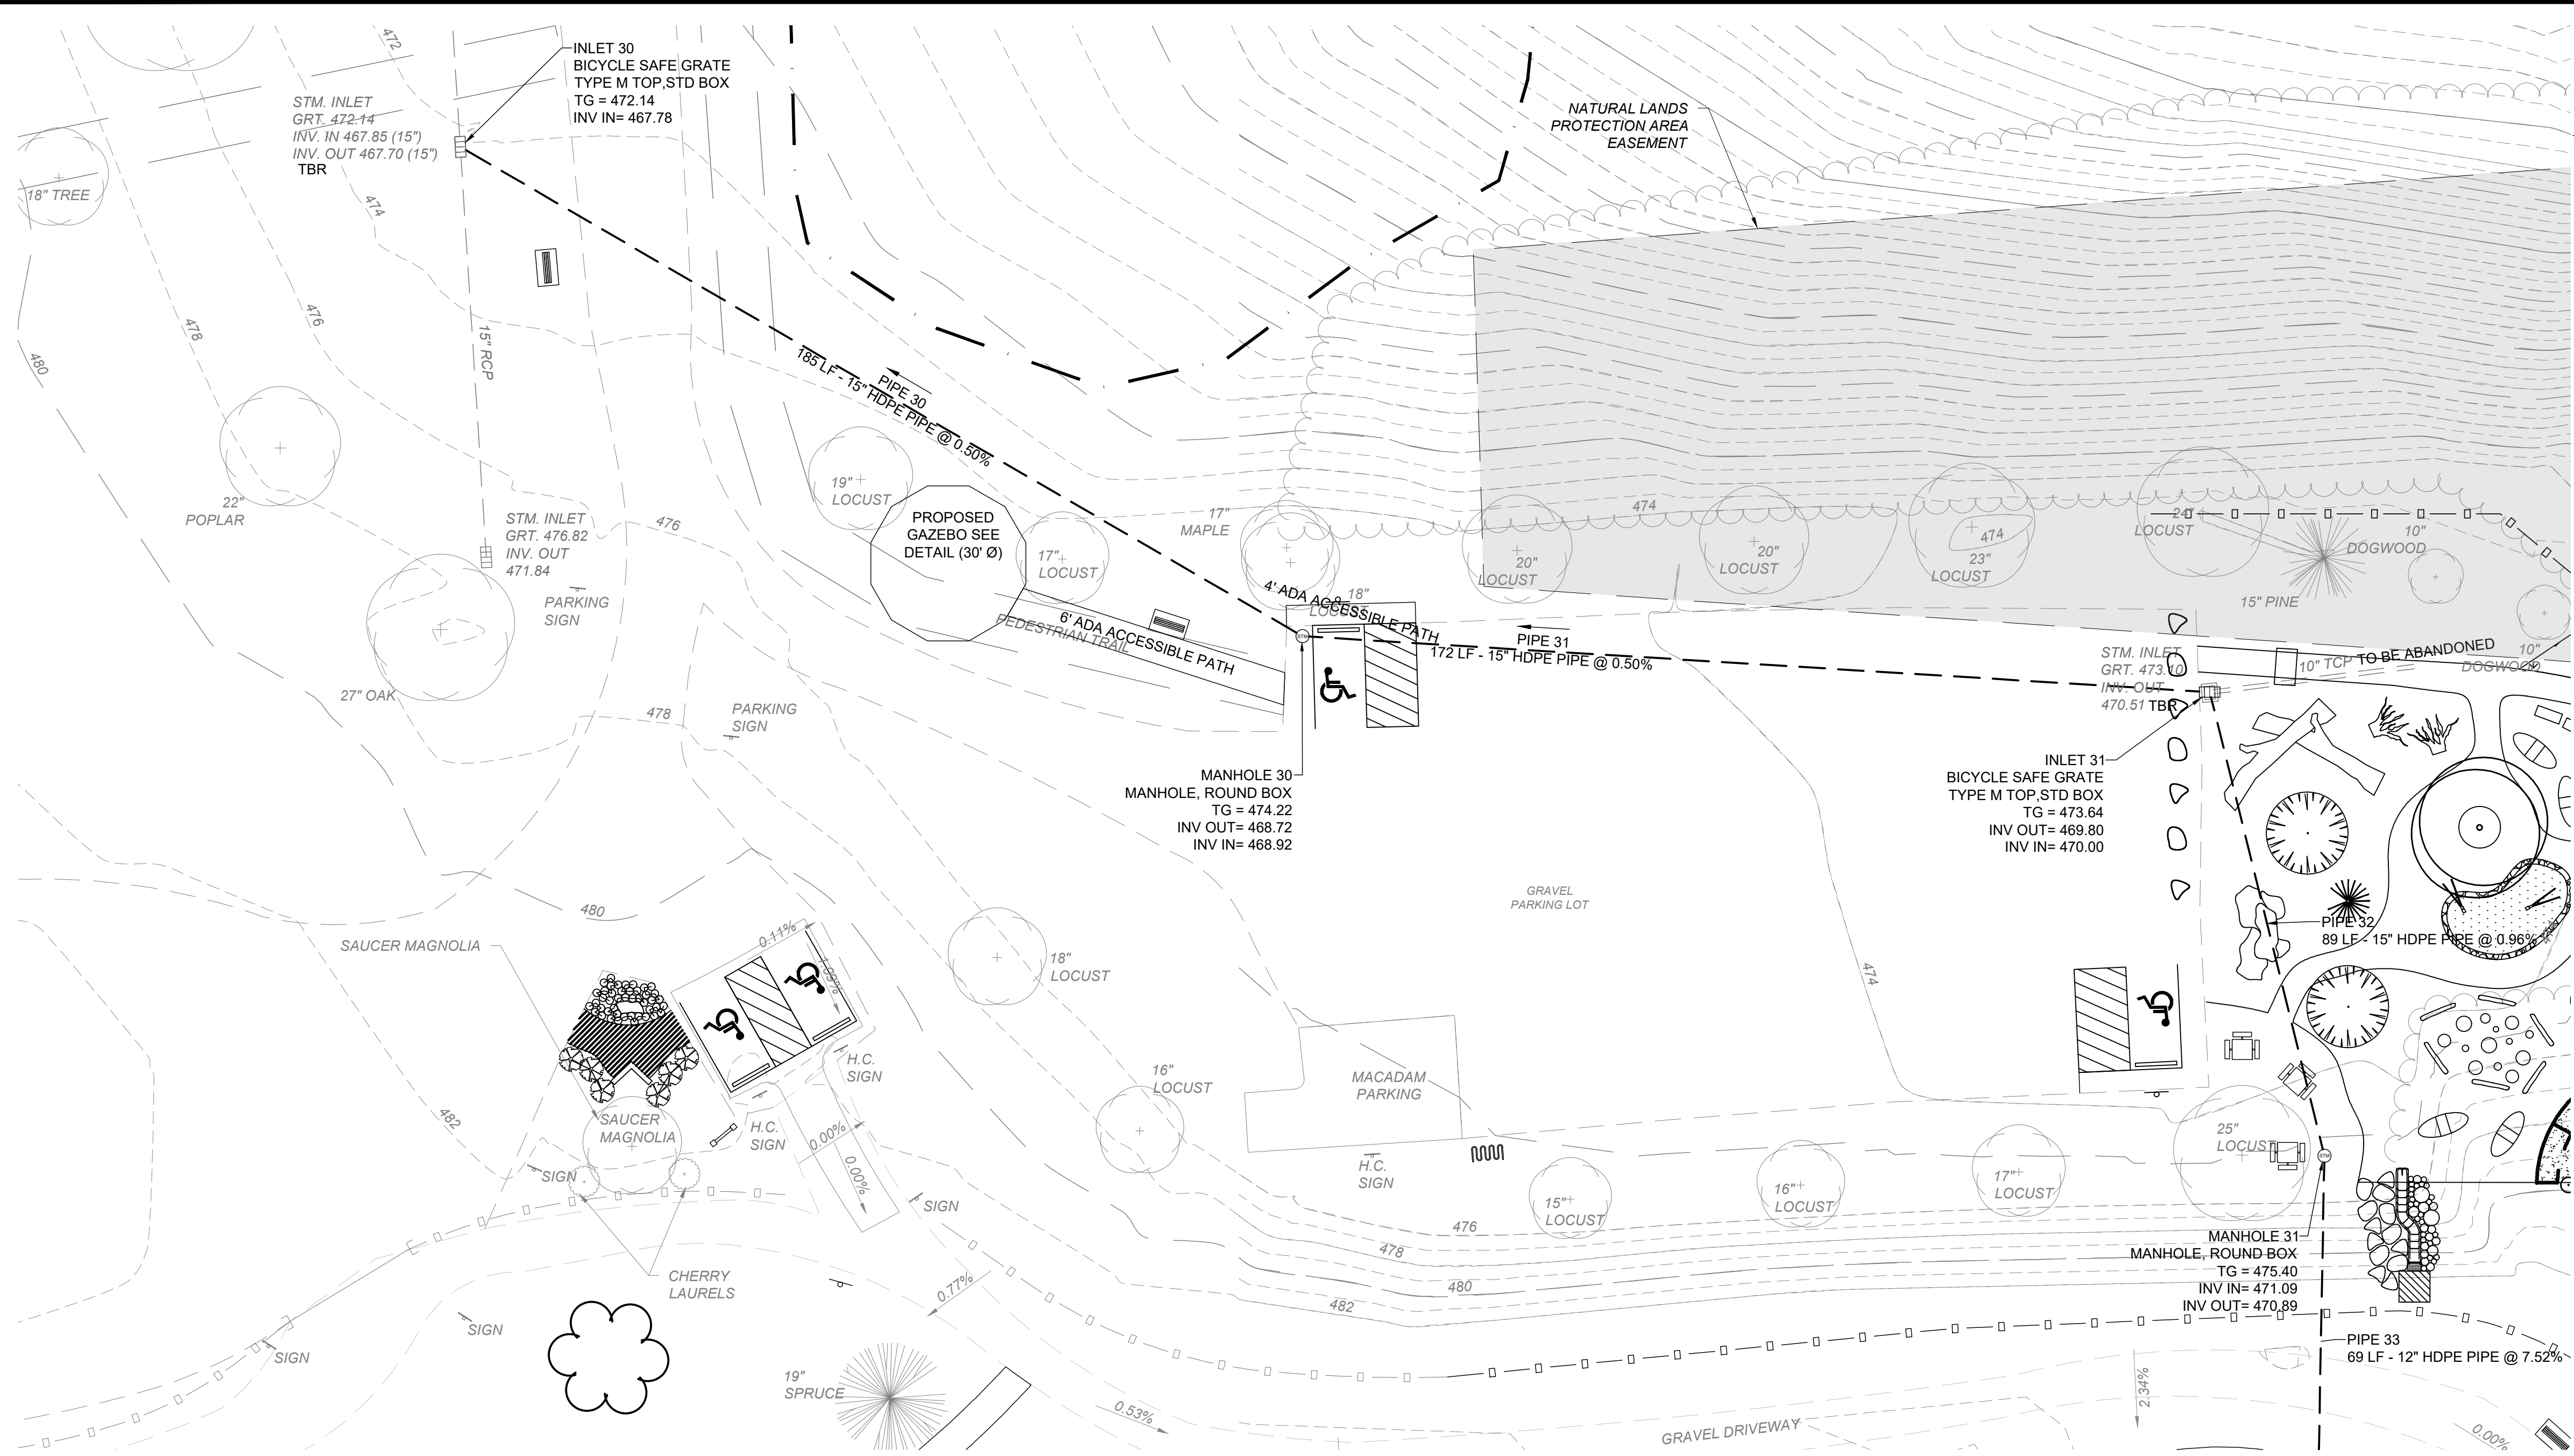 472
INLET 30
BICYCLE SAFE GRATE
TYPE M TOP,STD BOX
TG = 472.14
INV IN= 467.78
STM. INLET
GRT. 472.14
INV. IN 467.85 (15")
INV. OUT 467.70 (15")
TBR
NATURAL LANDS
PROTECTION AREA
EASEMENT
18" TREE
474
476
478
480
15" RCP
PIPE 30
185 LF - 15" HDPE PIPE @ 0.50%
22"
POPLAR
19"
LOCUST
PROPOSED
GAZEBO SEE
DETAIL (30' Ø)
STM. INLET
GRT. 476.82
INV. OUT
471.84
476
17"
LOCUST
17"
MAPLE
474
20"
LOCUST
20"
LOCUST
474
23"
LOCUST
24"
LOCUST
10"
DOGWOOD
15" PINE
PARKING
SIGN
4' ADA ACCESSIBLE PATH
18"
LOCUST
6' ADA ACCESSIBLE PATH
PEDESTRIAN TRAIL
PIPE 31
172 LF - 15" HDPE PIPE @ 0.50%
STM. INLET
GRT. 473.10
INV. OUT
470.51 TBR
10" TCP TO BE ABANDONED
10"
DOGWOOD
27" OAK
478
PARKING
SIGN
MANHOLE 30
MANHOLE, ROUND BOX
TG = 474.22
INV OUT= 468.72
INV IN= 468.92
STM
INLET 31
BICYCLE SAFE GRATE
TYPE M TOP,STD BOX
TG = 473.64
INV OUT= 469.80
INV IN= 470.00
GRAVEL
PARKING LOT
480
SAUCER MAGNOLIA
0.11%
1.09%
18"
LOCUST
474
PIPE 32
89 LF - 15" HDPE PIPE @ 0.96%
H.C.
SIGN
16"
LOCUST
MACADAM
PARKING
482
SAUCER
MAGNOLIA
H.C.
SIGN
0.00%
0.00%
SIGN
SIGN
H.C.
SIGN
15"
LOCUST
16"
LOCUST
17"
LOCUST
25"
LOCUST
STM
476
478
480
482
MANHOLE 31
MANHOLE, ROUND BOX
TG = 475.40
INV IN= 471.09
INV OUT= 470.89
CHERRY
LAURELS
0.77%
SIGN
SIGN
PIPE 33
69 LF - 12" HDPE PIPE @ 7.52%
19"
SPRUCE
0.53%
2.34%
GRAVEL DRIVEWAY
0.00%